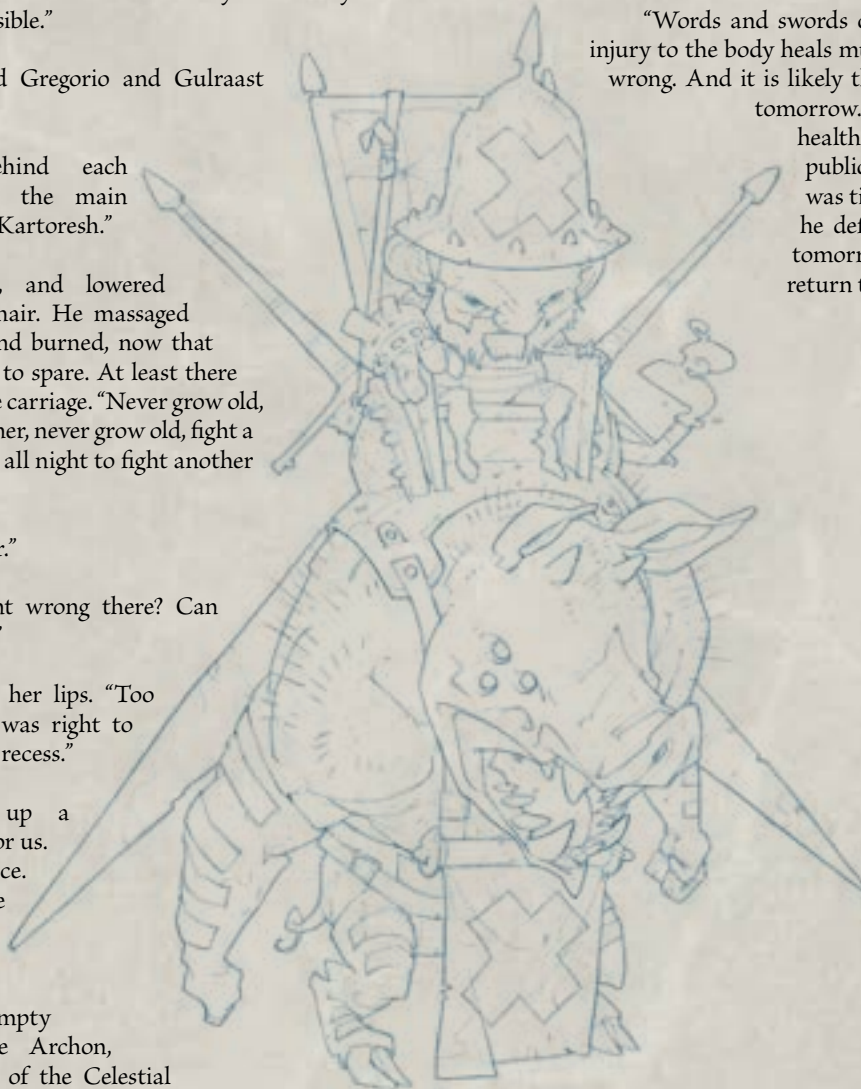 sible.”
d Gregorio and Gulraast
ehind each
the main
Kartoresh.”
, and lowered
hair. He massaged
nd burned, now that
to spare. At least there
e carriage. “Never grow old,
her, never grow old, fight a
all night to fight another
r.”
nt wrong there? Can
”
her lips. “Too
was right to
recess.”
up a
or us.
ce.
e
mpty
e Archon,
of the Celestial
“Words and swords
injury to the body heals m
wrong. And it is likely th
tomorrow.
health
public
was ti
he def
tomorr
return t